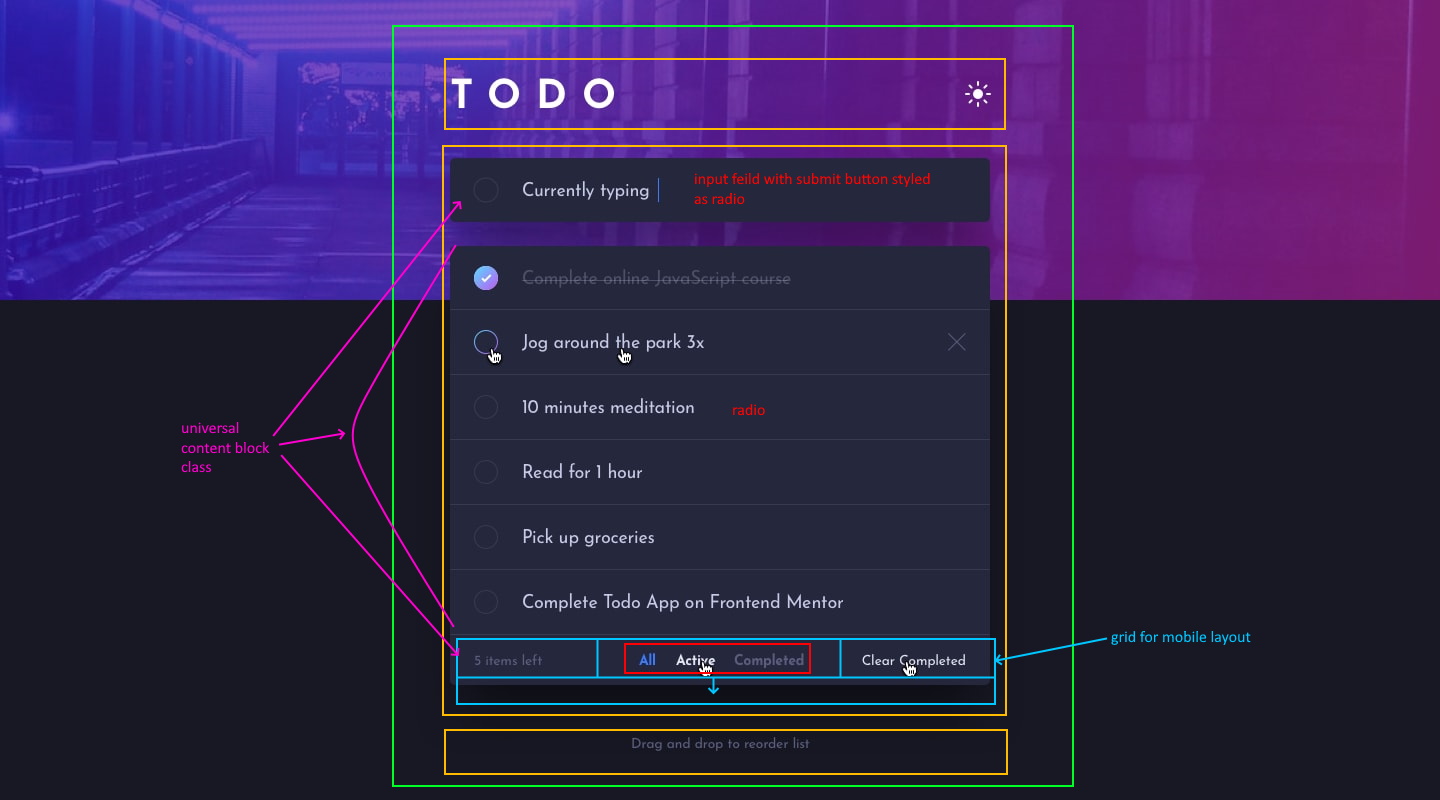 TODO
Currently typing
input feild with submit button styled
as radio
Complete online JavaScript course
Jog around the park 3x
10 minutes meditation
radio
universal
content block
class
Read for 1 hour
Pick up groceries
Complete Todo App on Frontend Mentor
grid for mobile layout
5 items left
All Active Completed
Clear Completed
Drag and drop to reorder list